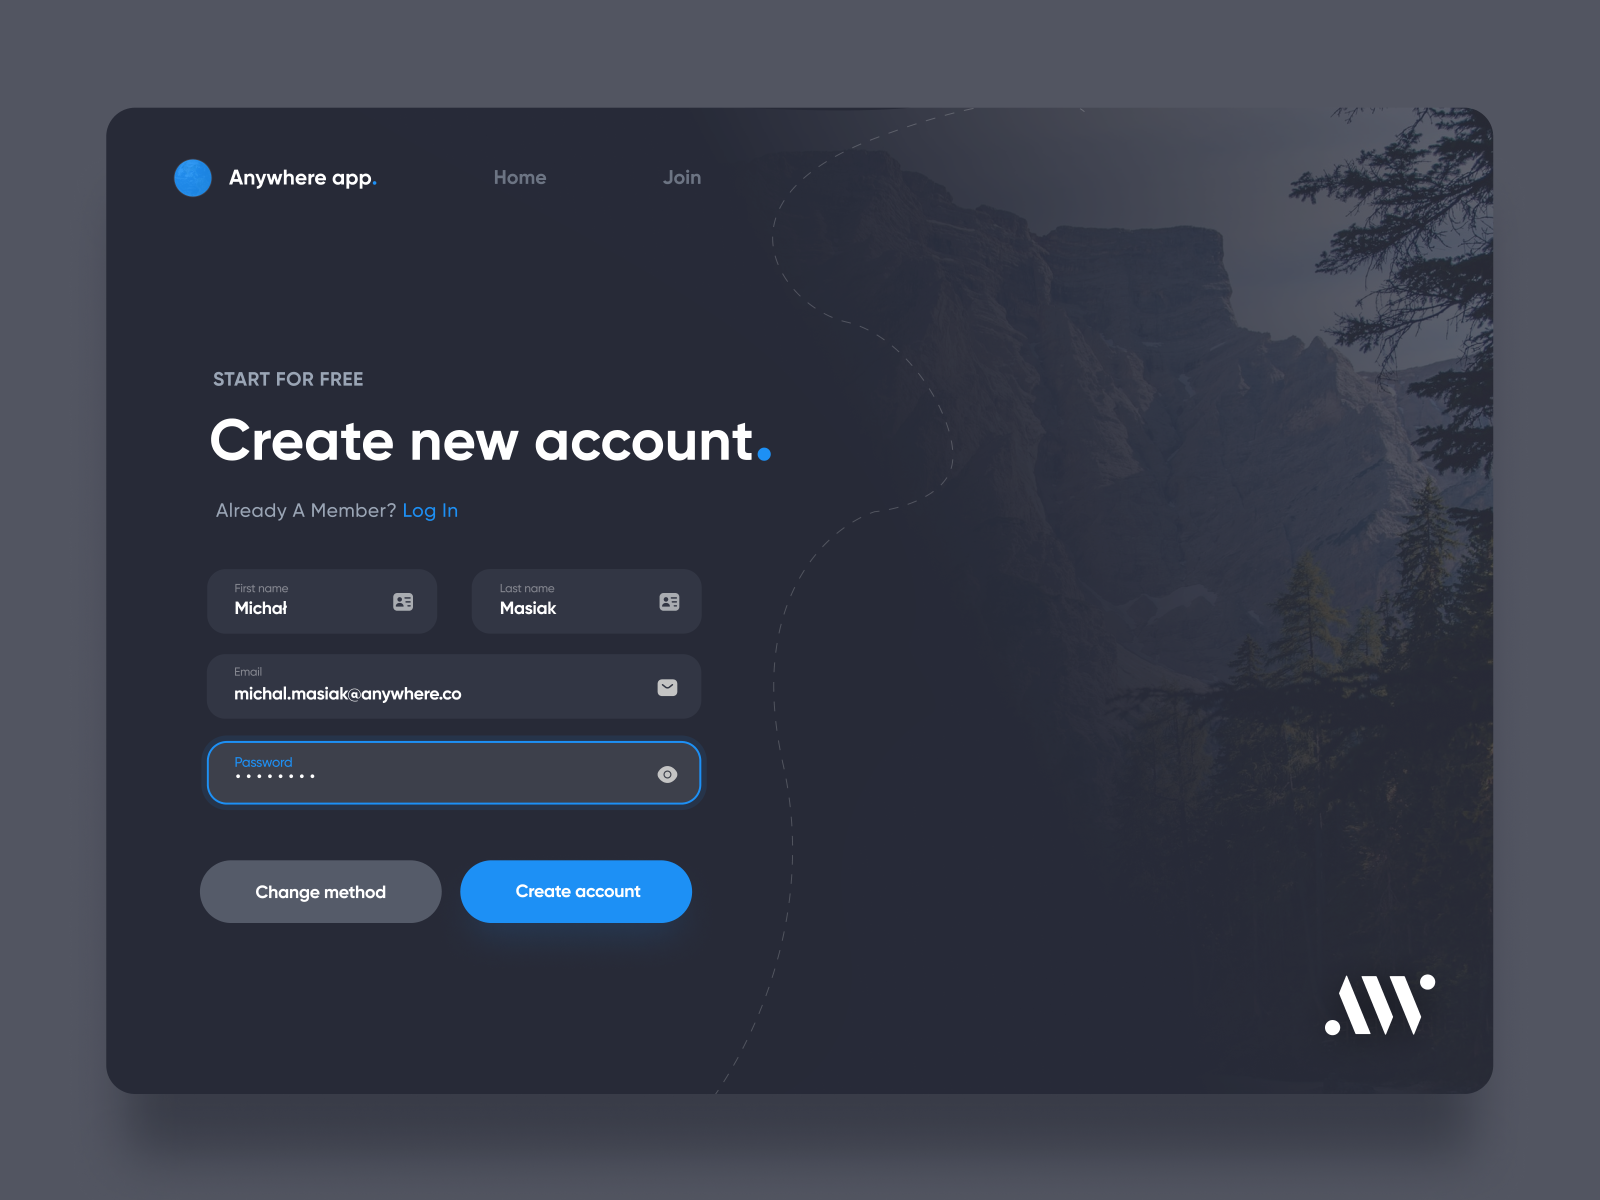 Anywhere app.
Home
Join
START FOR FREE
Create new account.
Already A Member? Log In
First name
Michał
Last name
Masiak
Email
michal.masiak@anywhere.co
Password
••••••••
Change method
Create account
AW